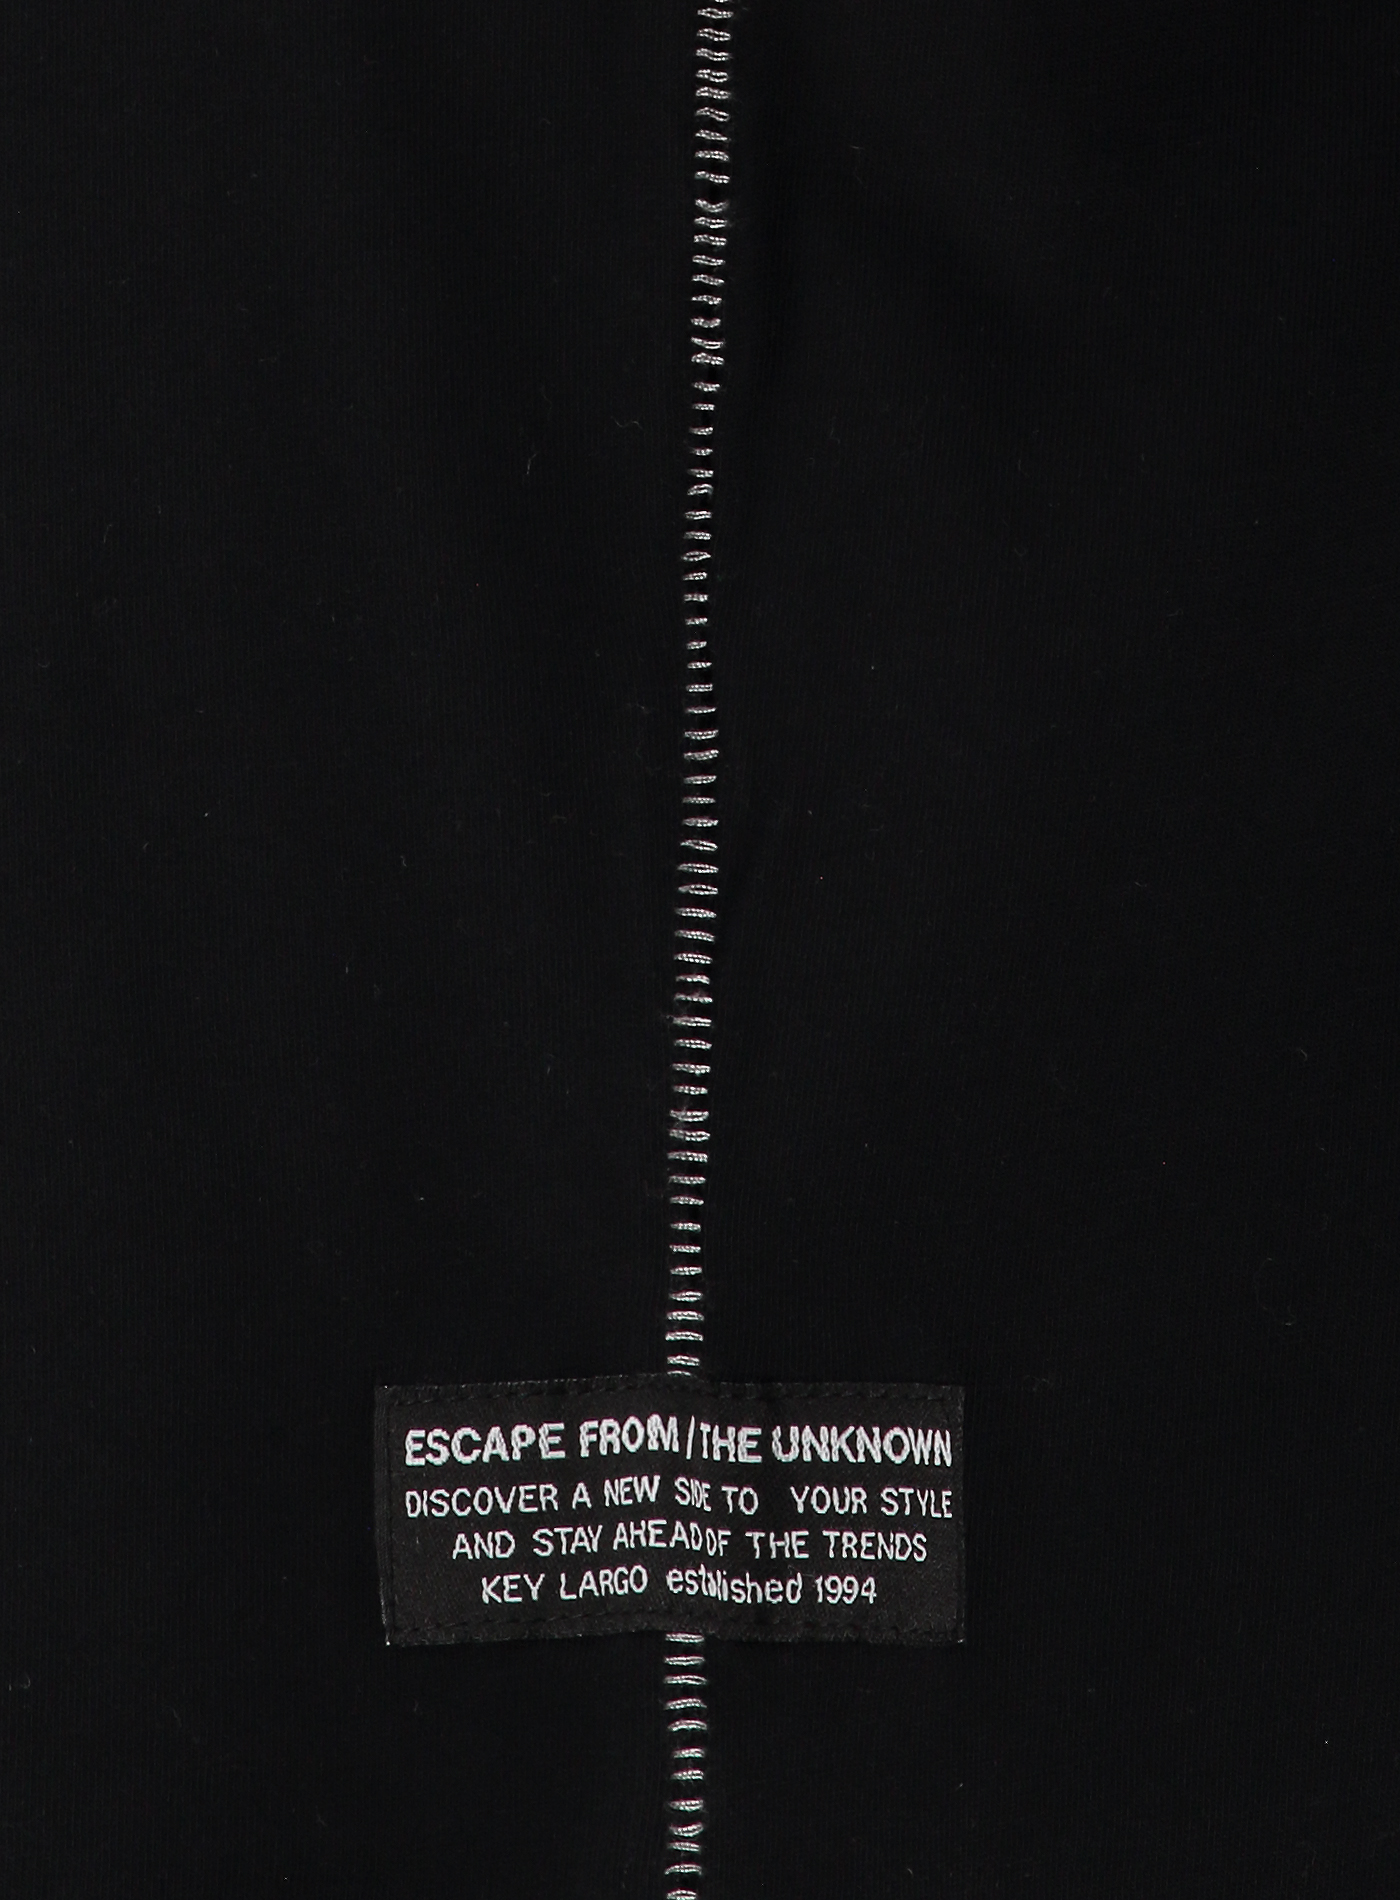 ESCAPE FROM/THE UNKNOWN
DISCOVER A NEW SIDE TO YOUR STYLE
AND STAY AHEAD OF THE TRENDS
KEY LARGO established 1994